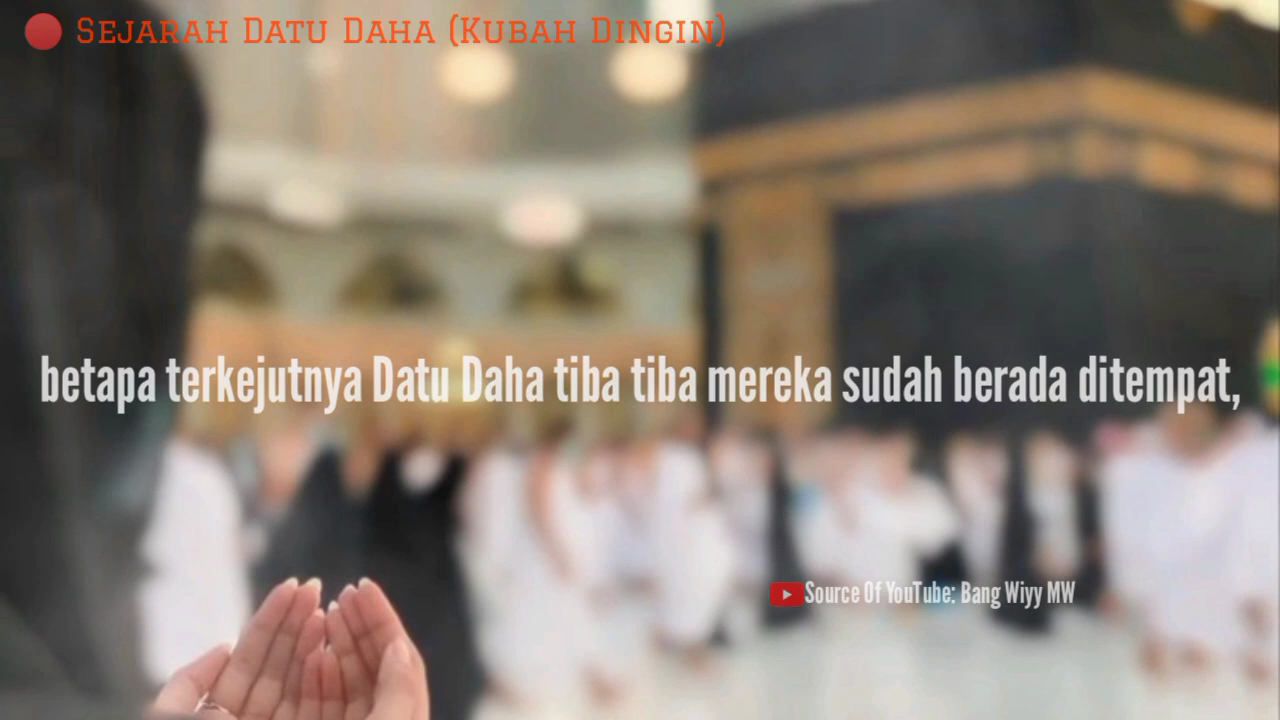 Sejarah Datu Daha (Kubah Dingin)
betapa terkejutnya Datu Daha tiba tiba mereka sudah berada ditempat,
Source Of YouTube: Bang Wiyy MW